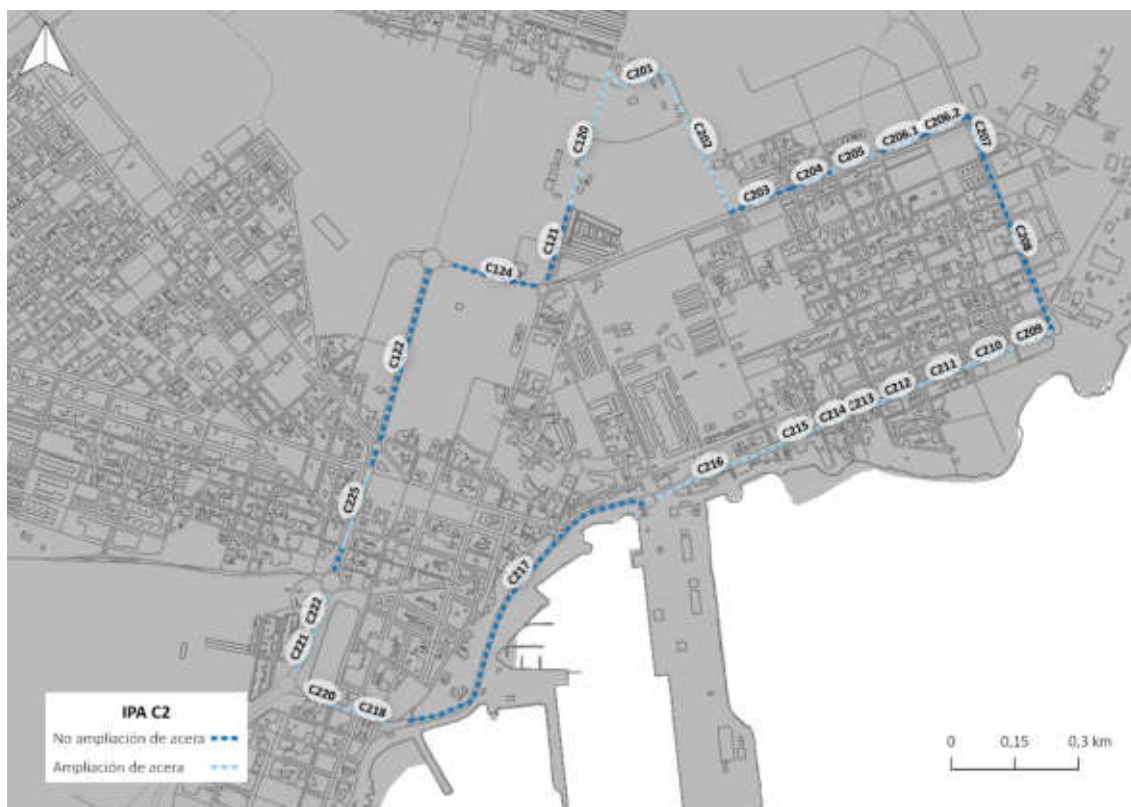 C201
C120
C202
C206.2
C206.1
C207
C205
C204
C203
C121
C208
C124
C122
C209
C210
C211
C212
C213
C214
C215
C216
C225
C217
C222
C221
C220
C218
IPA C2
No ampliación de acera
Ampliación de acera
0 0,15 0,3 km